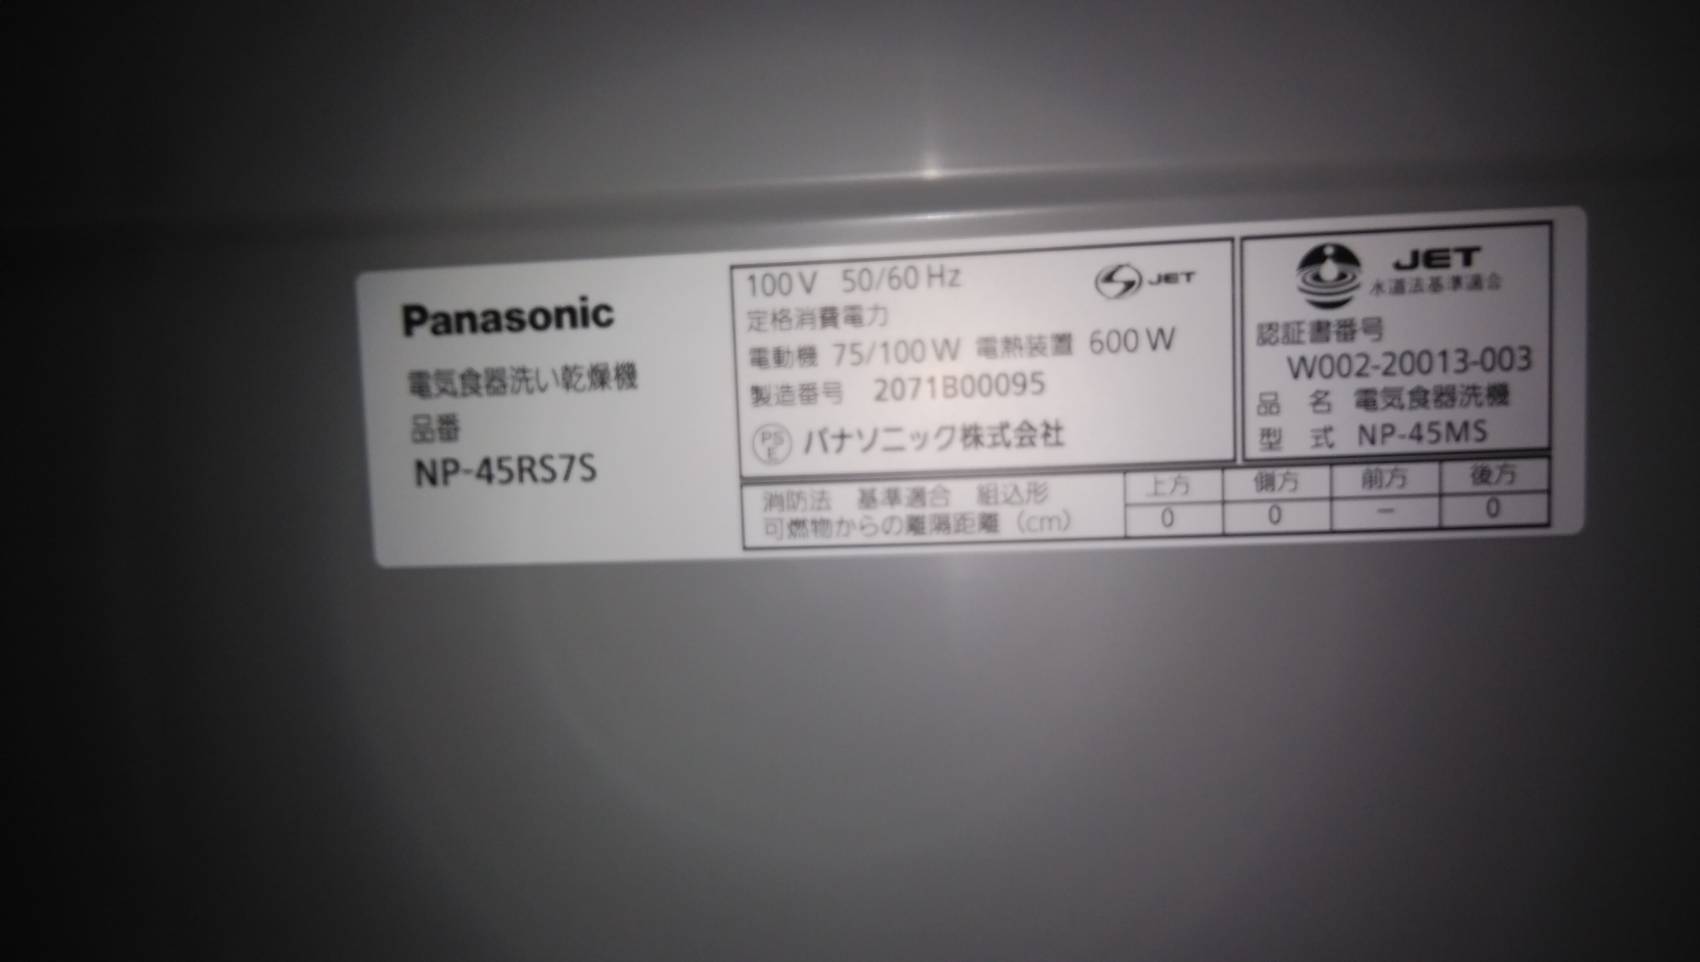 Panasonic
電気食器洗い乾燥機
品番
NP-45RS7S
100V 50/60Hz
JET
定格消費電力
電動機 75/100W 電熱装置 600W
製造番号 2071B00095
PSE パナソニック株式会社
JET
水道法基準適合
認証書番号
W002-20013-003
品名 電気食器洗機
型式 NP-45MS
消防法 基準適合 組込形
可燃物からの離隔距離(cm)
上方 側方 前方 後方
0 0 - 0